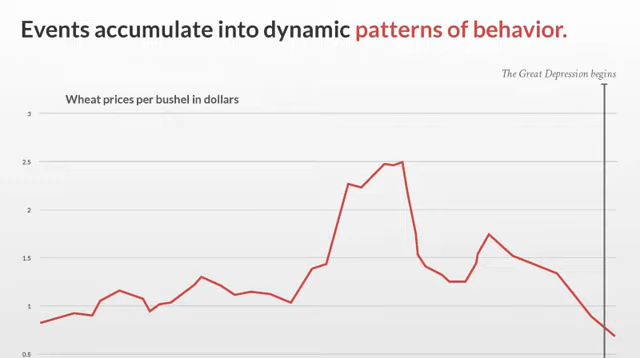 Events accumulate into dynamic patterns of behavior.
The Great Depression begins
Wheat prices per bushel in dollars
3
2.5
2
1.5
1
0.5